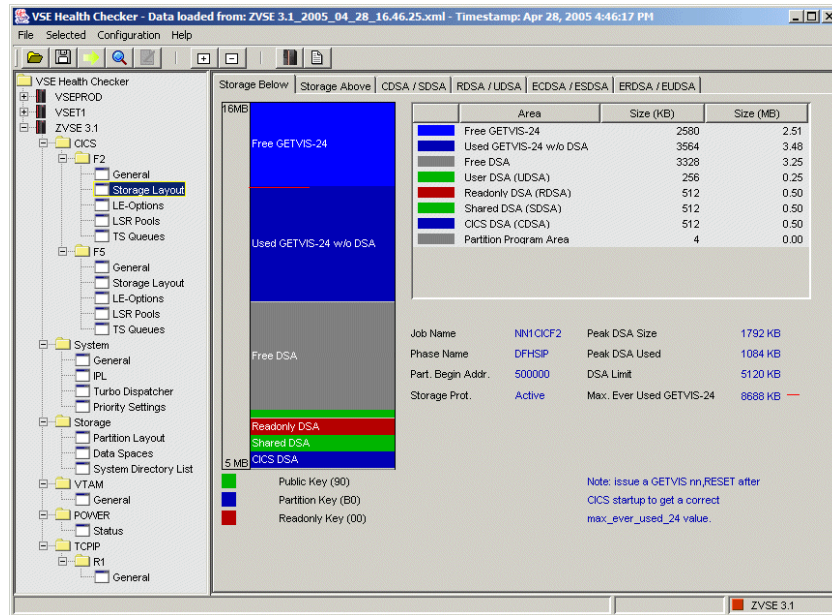 VSE Health Checker - Data loaded from: ZVSE 3.1_2005_04_28_16.46.25.xml - Timestamp: Apr 28, 2005 4:46:17 PM
File Selected Configuration Help
VSE Health Checker
VSEPROD
VSET1
ZVSE 3.1
CICS
F2
General
Storage Layout
LE-Options
LSR Pools
TS Queues
F5
General
Storage Layout
LE-Options
LSR Pools
TS Queues
System
General
IPL
Turbo Dispatcher
Priority Settings
Storage
Partition Layout
Data Spaces
System Directory List
VTAM
General
POWER
Status
TCPIP
R1
General
Storage Below Storage Above CDSA / SDSA RDSA / UDSA ECDSA / ESDSA ERDSA / EUDSA
16MB
Free GETVIS-24
Used GETVIS-24 w/o DSA
Free DSA
Readonly DSA
Shared DSA
5 MB CICS DSA
Area Size (KB) Size (MB)
Free GETVIS-24 2580 2.51
Used GETVIS-24 w/o DSA 3564 3.48
Free DSA 3328 3.25
User DSA (UDSA) 256 0.25
Readonly DSA (RDSA) 512 0.50
Shared DSA (SDSA) 512 0.50
CICS DSA (CDSA) 512 0.50
Partition Program Area 4 0.00
Job Name NN1CICF2 Peak DSA Size 1792 KB
Phase Name DFHSIP Peak DSA Used 1084 KB
Part. Begin Addr. 500000 DSA Limit 5120 KB
Storage Prot. Active Max. Ever Used GETVIS-24 8688 KB
Public Key (90)
Partition Key (B0)
Readonly Key (00)
Note: issue a GETVIS nn,RESET after
CICS startup to get a correct
max_ever_used_24 value.
ZVSE 3.1